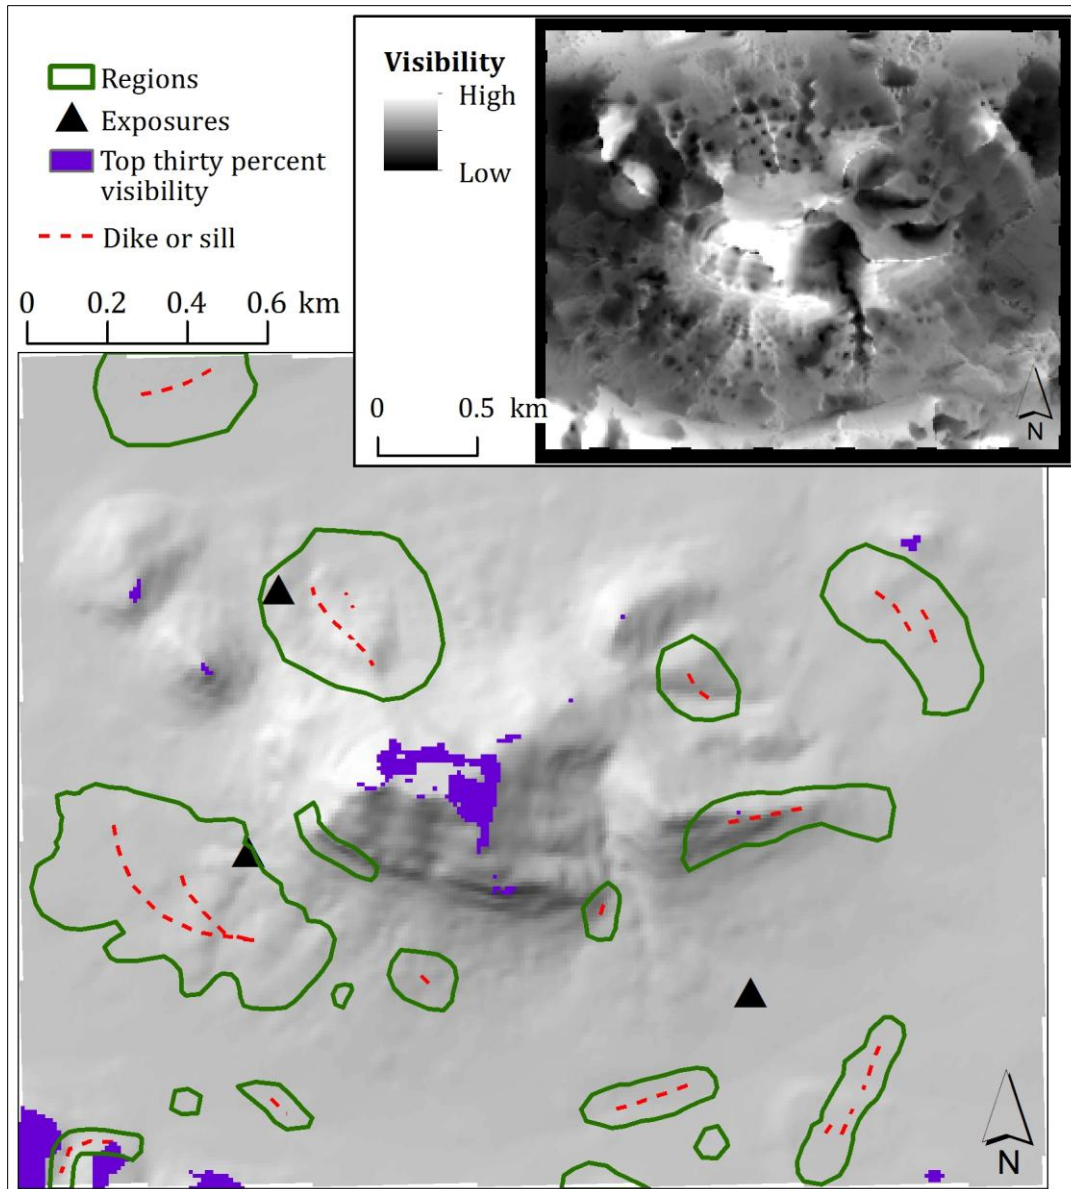 Regions
Exposures
Top thirty percent
visibility
Dike or sill
0 0.2 0.4 0.6 km
Visibility
High
Low
0 0.5 km
N
N